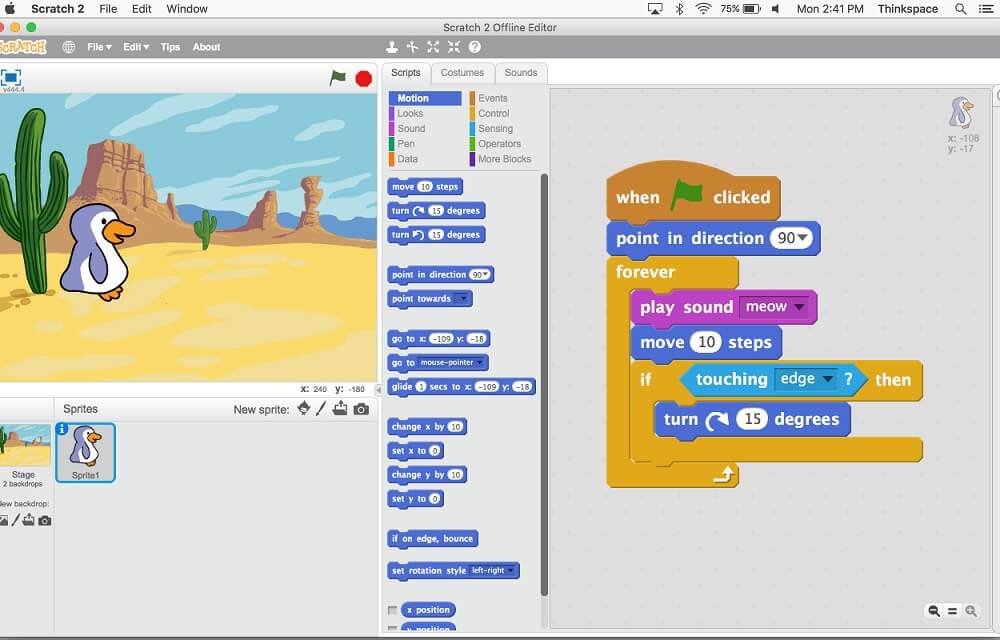 Scratch 2 File Edit Window 75% Mon 2:41 PM Thinkspace
Scratch 2 Offline Editor
SCRATCH File Edit Tips About
v444.4
Scripts Costumes Sounds
Motion Events
Looks Control
Sound Sensing
Pen Operators
Data More Blocks
move 10 steps
turn 15 degrees
turn 15 degrees
point in direction 90
point towards
go to x: -109 y: -18
go to mouse-pointer
glide 1 secs to x: -109 y: -18
change x by 10
set x to 0
change y by 10
set y to 0
if on edge, bounce
set rotation style left-right
x position
y position
x: -108
y: -17
when clicked
point in direction 90
forever
play sound meow
move 10 steps
if touching edge ? then
turn 15 degrees
x: 240 y: -180
Sprites New sprite:
Stage
2 backdrops
New backdrop:
Sprite1